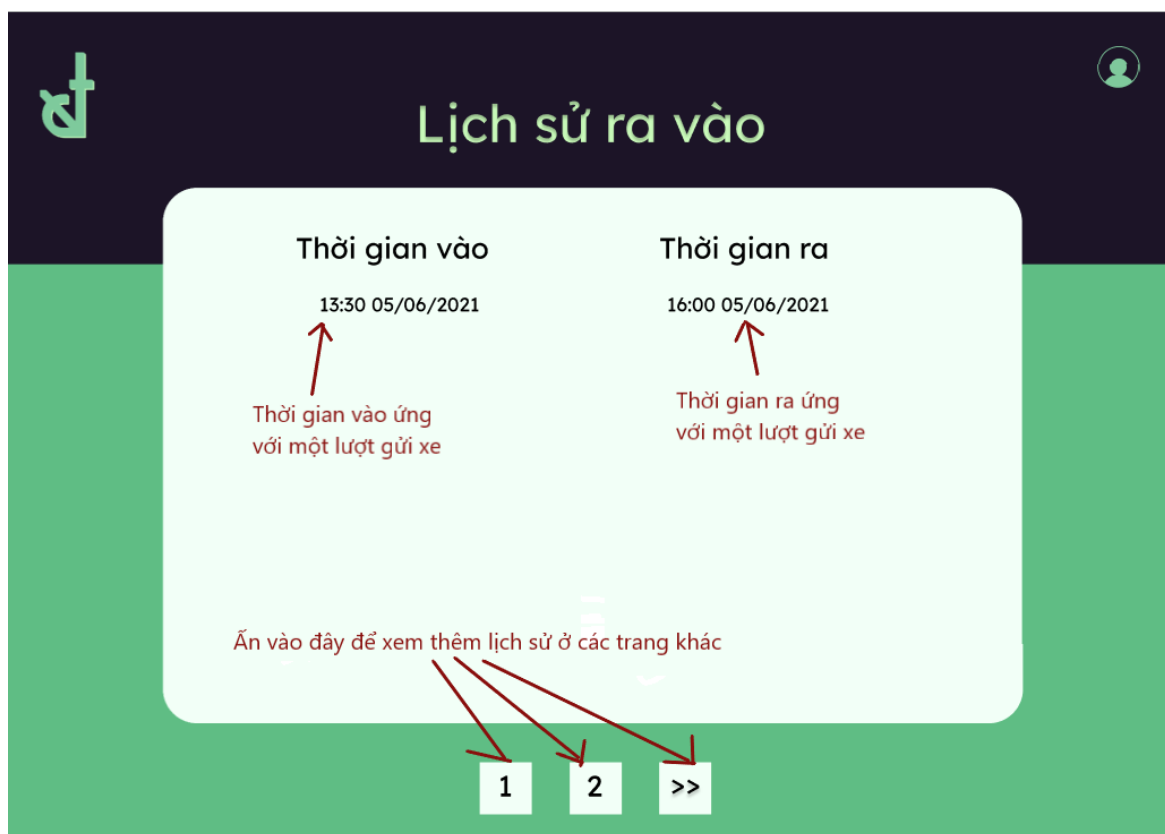 Lịch sử ra vào
Thời gian vào
Thời gian ra
13:30 05/06/2021
16:00 05/06/2021
Thời gian vào ứng
với một lượt gửi xe
Thời gian ra ứng
với một lượt gửi xe
Ấn vào đây để xem thêm lịch sử ở các trang khác
1
2
>>